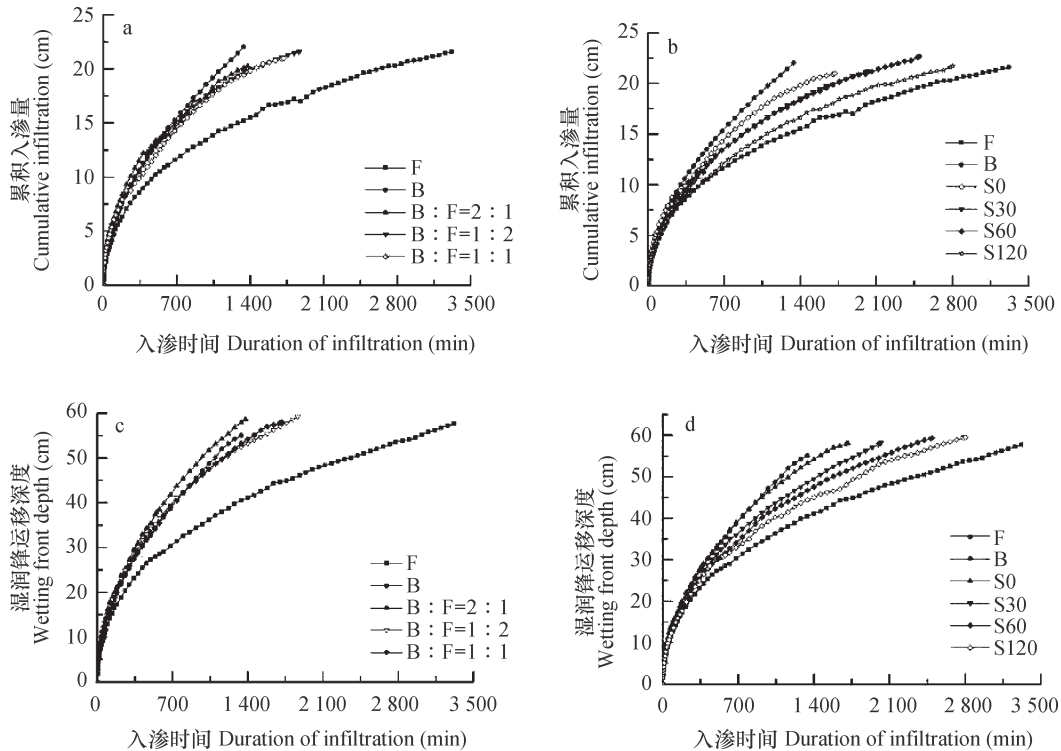 a
累积入渗量
Cumulative infiltration (cm)
25
20
15
10
5
0
F
B
B：F=2：1
B：F=1：2
B：F=1：1
0 700 1 400 2 100 2 800 3 500
入渗时间 Duration of infiltration (min)
b
累积入渗量
Cumulative infiltration (cm)
25
20
15
10
5
0
F
B
S0
S30
S60
S120
0 700 1 400 2 100 2 800 3 500
入渗时间 Duration of infiltration (min)
c
湿润锋运移深度
Wetting front depth (cm)
60
50
40
30
20
10
0
F
B
B：F=2：1
B：F=1：2
B：F=1：1
0 700 1 400 2 100 2 800 3 500
入渗时间 Duration of infiltration (min)
d
湿润锋运移深度
Wetting front depth (cm)
70
60
50
40
30
20
10
0
F
B
S0
S30
S60
S120
0 700 1 400 2 100 2 800 3 500
入渗时间 Duration of infiltration (min)